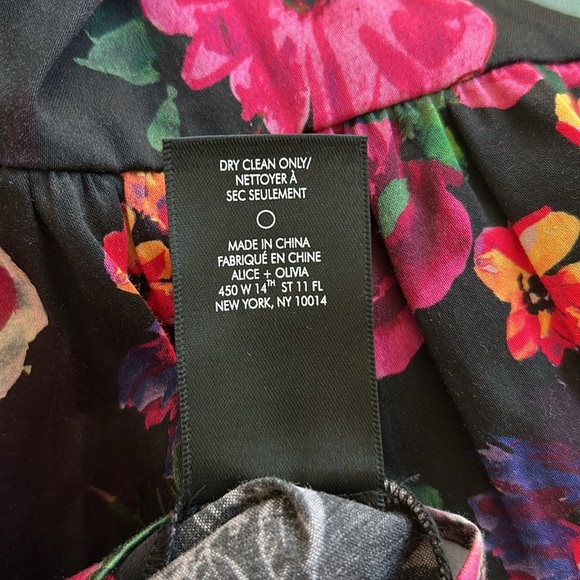 DRY CLEAN ONLY/
NETTOYER À
SEC SEULEMENT
MADE IN CHINA
FABRIQUÉ EN CHINE
ALICE + OLIVIA
450 W 14TH ST 11 FL
NEW YORK, NY 10014